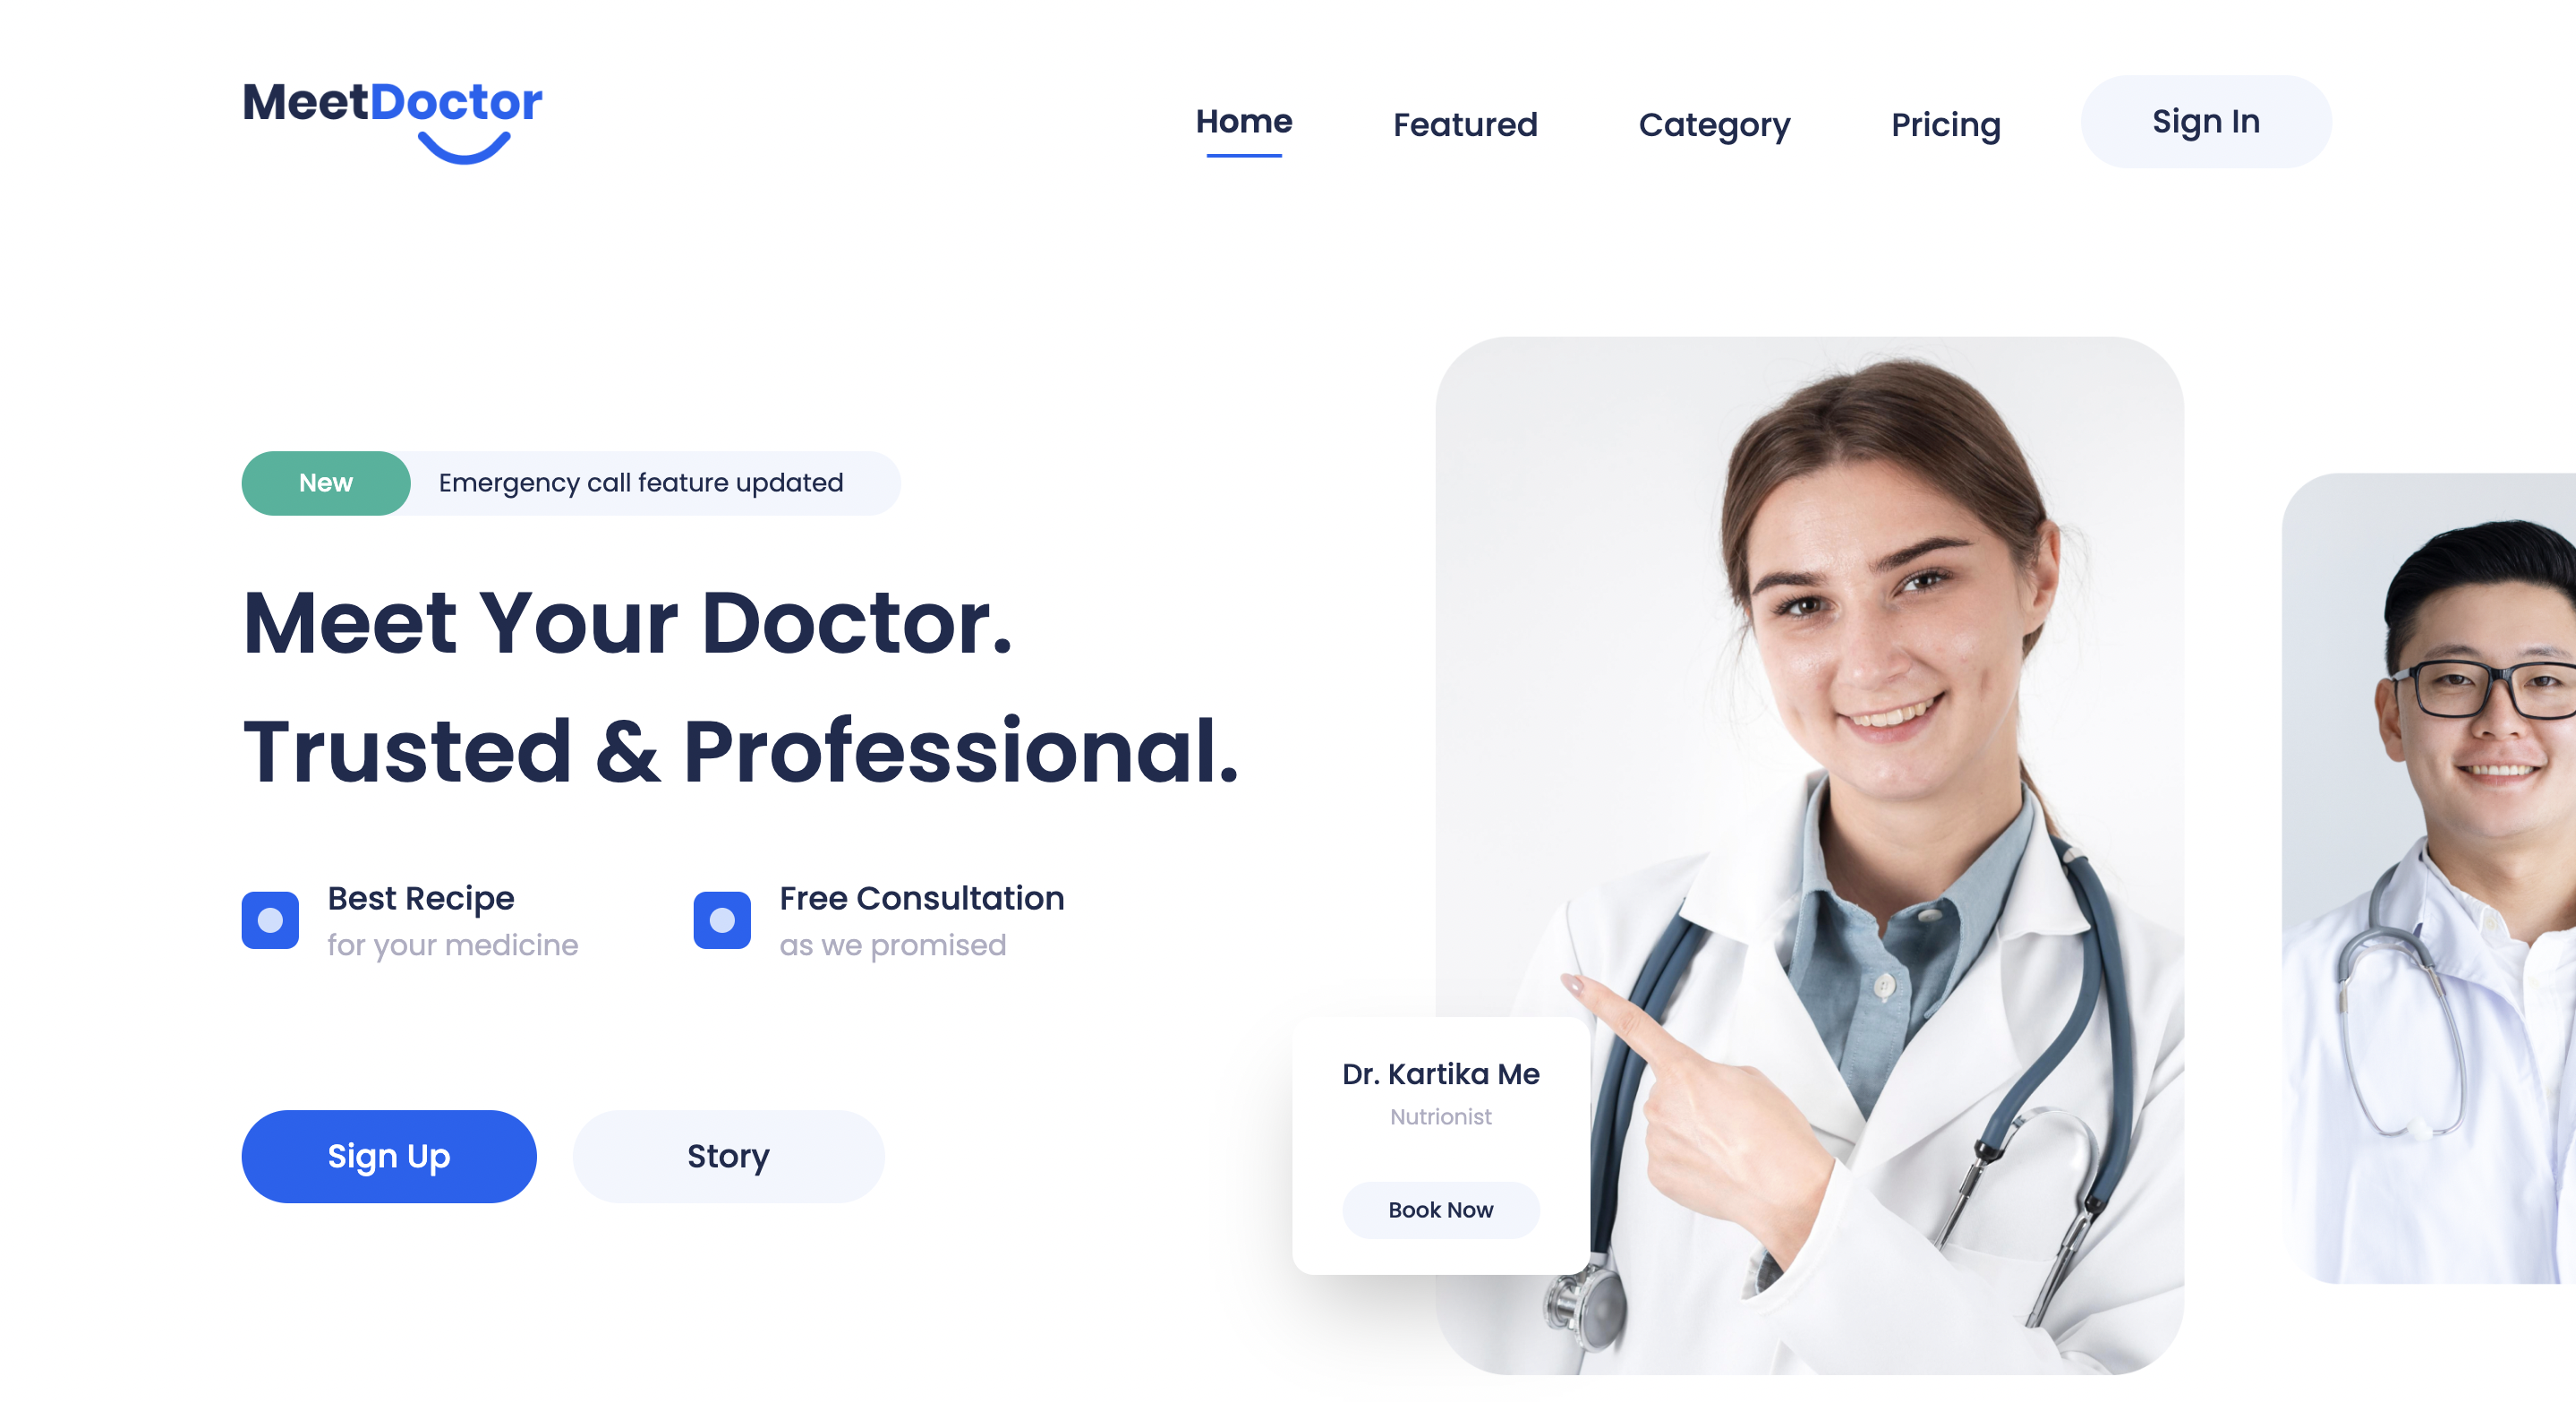 MeetDoctor
Home
Featured
Category
Pricing
Sign In
New
Emergency call feature updated
Meet Your Doctor.
Trusted & Professional.
Best Recipe
for your medicine
Free Consultation
as we promised
Sign Up
Story
Dr. Kartika Me
Nutrionist
Book Now